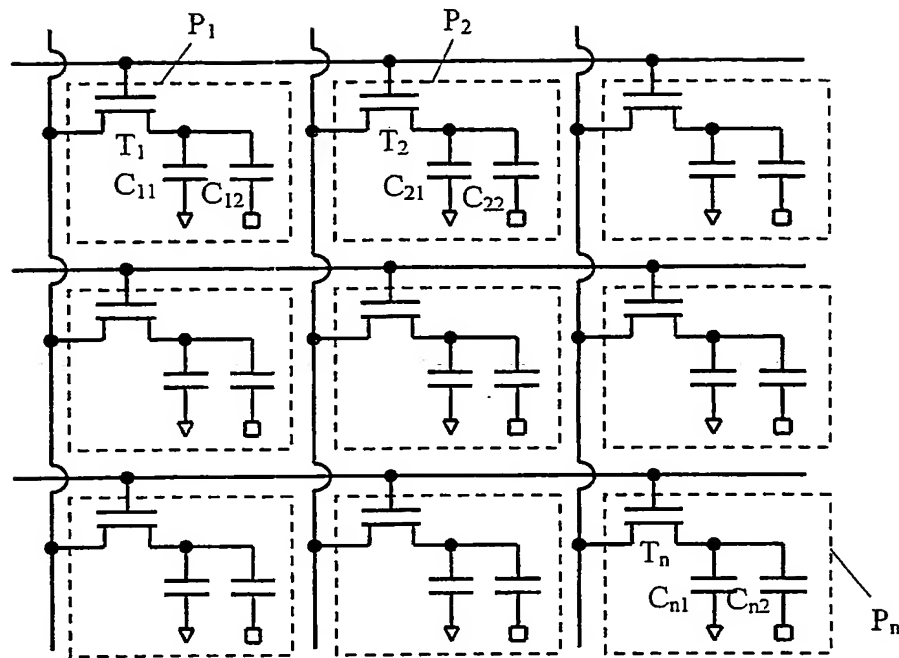 P₁
P₂
T₁
C₁₁
C₁₂
T₂
C₂₁
C₂₂
Tₙ
Cₙ₁
Cₙ₂
Pₙ